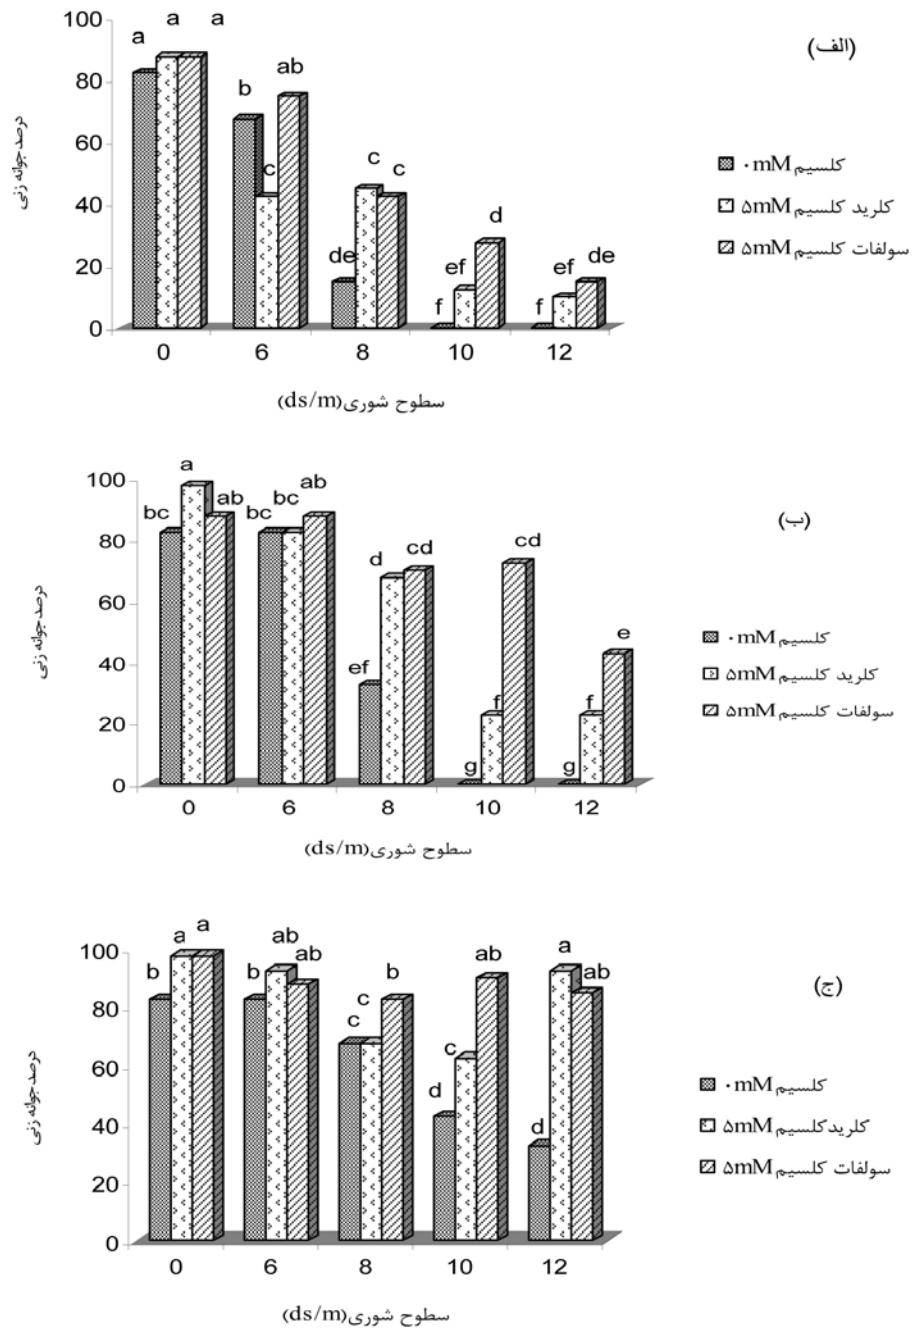 (الف)
a a a
b c ab
de c c
f ef d
f ef de
100
80
60
40
20
0
درصد جوانه زنی
0 6 8 10 12
سطوح شوری(ds/m)
کلسیم ۰mM
کلرید کلسیم ۵mM
سولفات کلسیم ۵mM
(ب)
bc a ab
bc bc ab
ef d cd
g f cd
g f e
100
80
60
40
20
0
درصد جوانه زنی
0 6 8 10 12
سطوح شوری(ds/m)
کلسیم ۰mM
کلرید کلسیم ۵mM
سولفات کلسیم ۵mM
(ج)
b a a
b ab ab
c c b
d c ab
d a ab
100
80
60
40
20
0
درصد جوانه زنی
0 6 8 10 12
سطوح شوری(ds/m)
کلسیم ۰mM
کلریدکلسیم ۵mM
سولفات کلسیم ۵mM